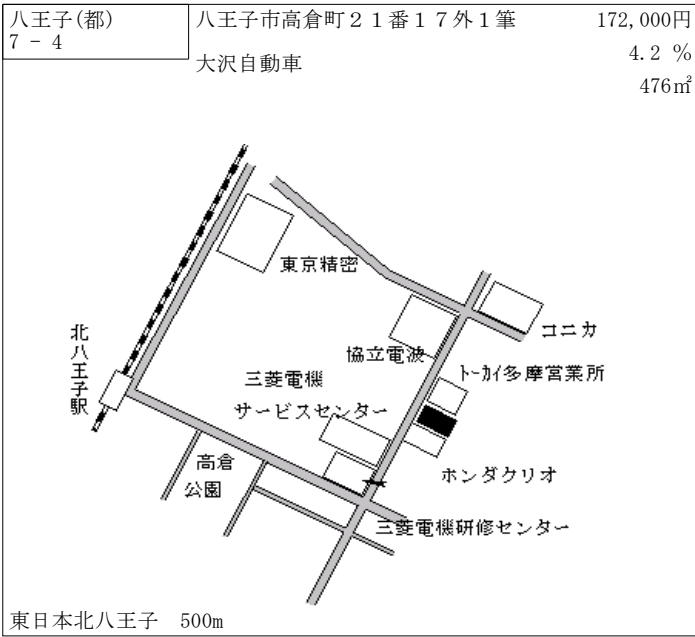 八王子(都)
7 - 4
八王子市高倉町２１番１７外１筆
172,000円
大沢自動車
4.2 %
476㎡
東京精密
コニカ
北八王子駅
協立電波
トーカイ多摩営業所
三菱電機
サービスセンター
高倉
公園
ホンダクリオ
三菱電機研修センター
東日本北八王子　500m